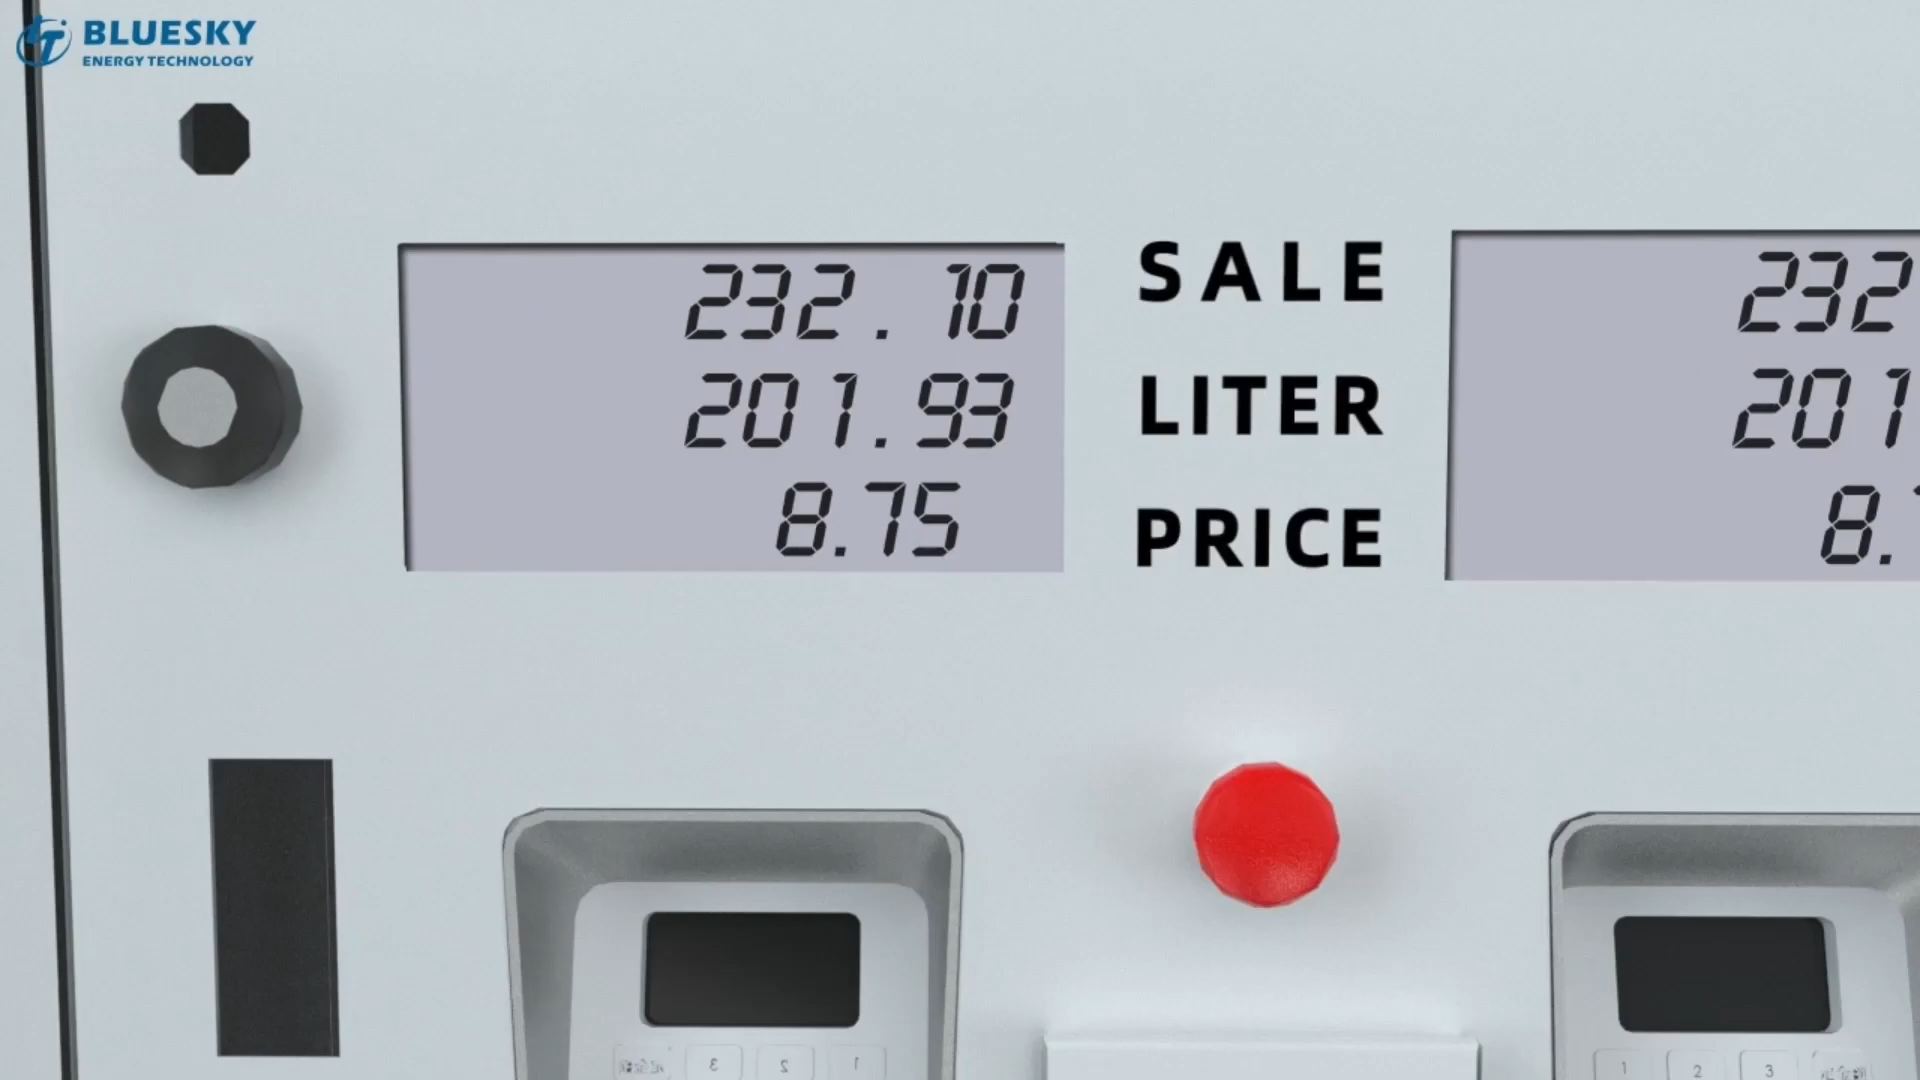 BLUESKY
ENERGY TECHNOLOGY
232.10
201.93
8.75
SALE
LITER
PRICE
232
201
8.
3
2
1
1
2
3